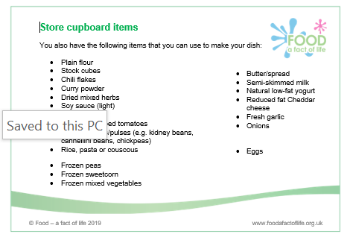 Store cupboard items
FOOD
a fact of life
You also have the following items that you can use to make your dish:
Plain flour
Stock cubes
Chilli flakes
Curry powder
Dried mixed herbs
Soy sauce (light)
Saved to this PC
tomatoes
/pulses (e.g. kidney beans,
cannellini beans, chickpeas)
Rice, pasta or couscous
Frozen peas
Frozen sweetcorn
Frozen mixed vegetables
Butter/spread
Semi-skimmed milk
Natural low-fat yogurt
Reduced fat Cheddar
cheese
Fresh garlic
Onions
Eggs
© Food – a fact of life 2019
www.foodafactoflife.org.uk